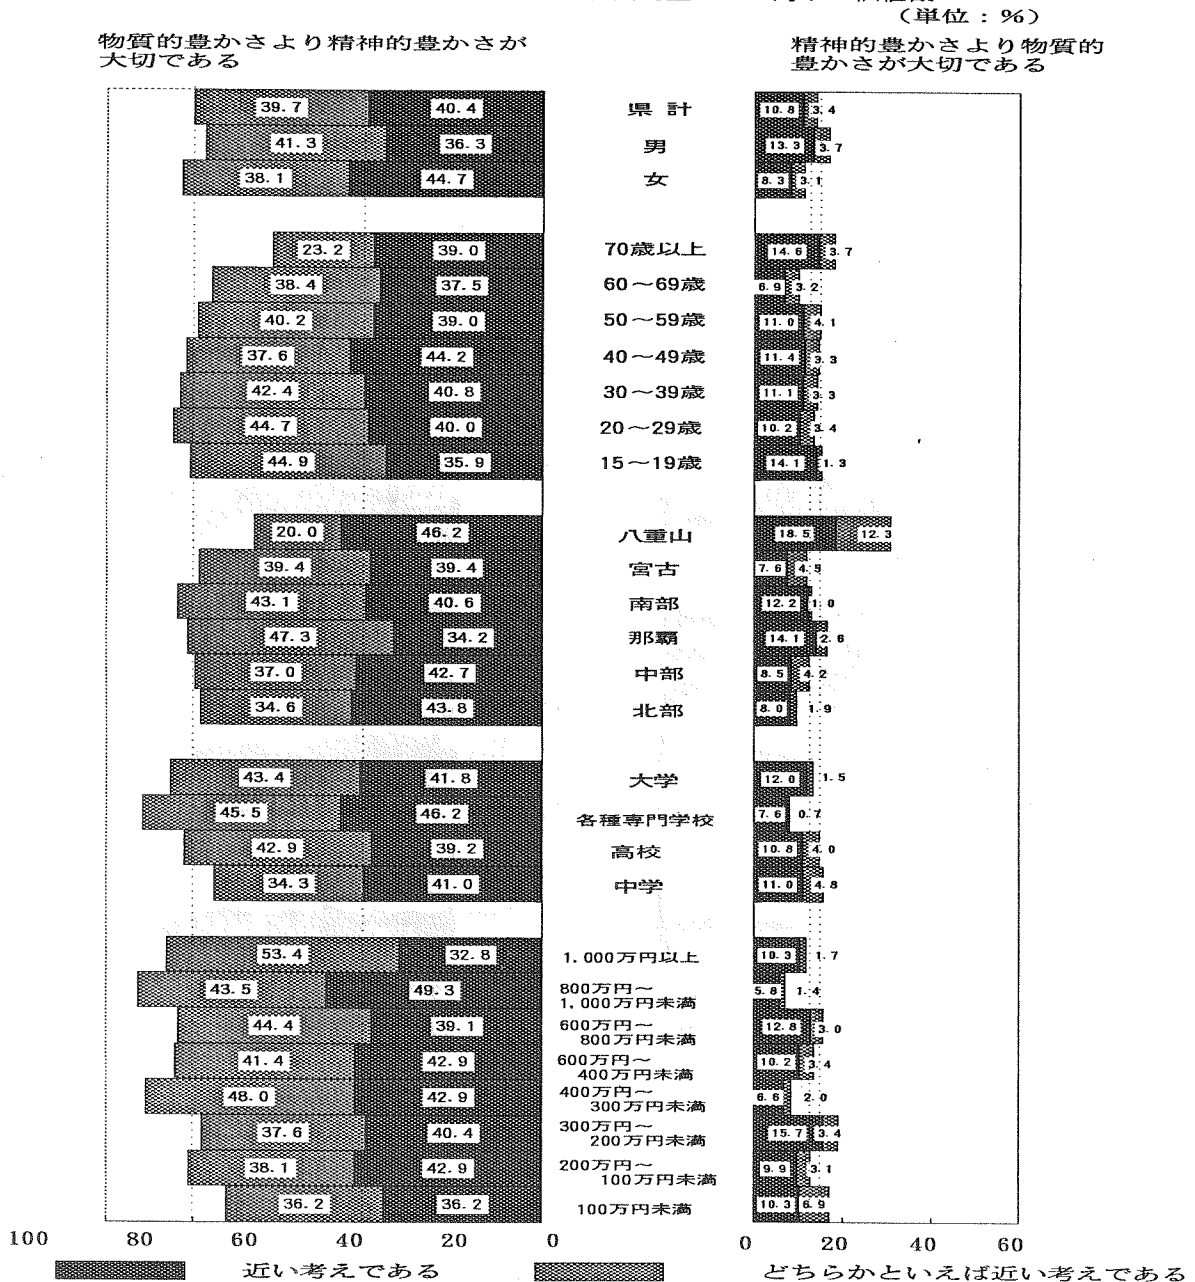 （単位：％）
物質的豊かさより精神的豊かさが
大切である
精神的豊かさより物質的
豊かさが大切である
39.7 40.4 県計 10.8 3.4
41.3 36.3 男 13.3 3.7
38.1 44.7 女 8.3 3.1
23.2 39.0 70歳以上 14.6 3.7
38.4 37.5 60～69歳 6.9 3.2
40.2 39.0 50～59歳 11.0 4.1
37.6 44.2 40～49歳 11.4 3.3
42.4 40.8 30～39歳 11.1 3.3
44.7 40.0 20～29歳 10.2 3.4
44.9 35.9 15～19歳 14.1 1.3
20.0 46.2 八重山 18.5 12.3
39.4 39.4 宮古 7.6 4.5
43.1 40.6 南部 12.2 1.0
47.3 34.2 那覇 14.1 2.6
37.0 42.7 中部 8.5 4.2
34.6 43.8 北部 8.0 1.9
43.4 41.8 大学 12.0 1.5
45.5 46.2 各種専門学校 7.6 0.7
42.9 39.2 高校 10.8 4.0
34.3 41.0 中学 11.0 4.8
53.4 32.8 1,000万円以上 10.3 1.7
43.5 49.3 800万円～ 5.8 1.4
1,000万円未満
44.4 39.1 600万円～ 12.8 3.0
800万円未満
41.4 42.9 600万円～ 10.2 3.4
400万円未満
48.0 42.9 400万円～ 6.6 2.0
300万円未満
37.6 40.4 300万円～ 15.7 3.4
200万円未満
38.1 42.9 200万円～ 9.9 3.1
100万円未満
36.2 36.2 100万円未満 10.3 6.9
100 80 60 40 20 0 0 20 40 60
近い考えである どちらかといえば近い考えである